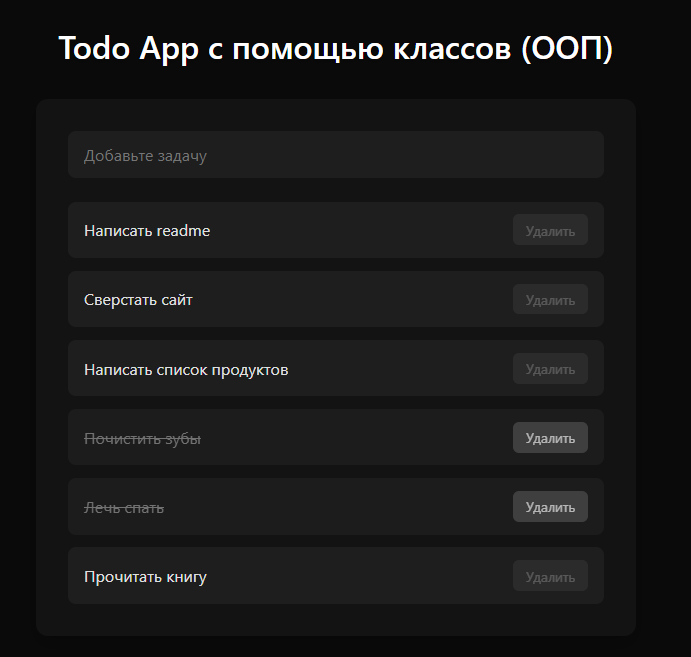 Todo App с помощью классов (ООП)
Добавьте задачу
Написать readme Удалить
Сверстать сайт Удалить
Написать список продуктов Удалить
Почистить зубы Удалить
Лечь спать Удалить
Прочитать книгу Удалить